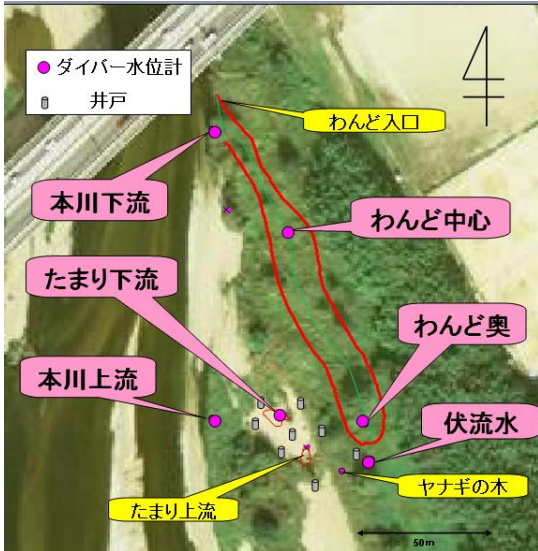 ダイバー水位計
井戸
わんど入口
本川下流
わんど中心
たまり下流
わんど奥
本川上流
伏流水
ヤナギの木
たまり上流
50m